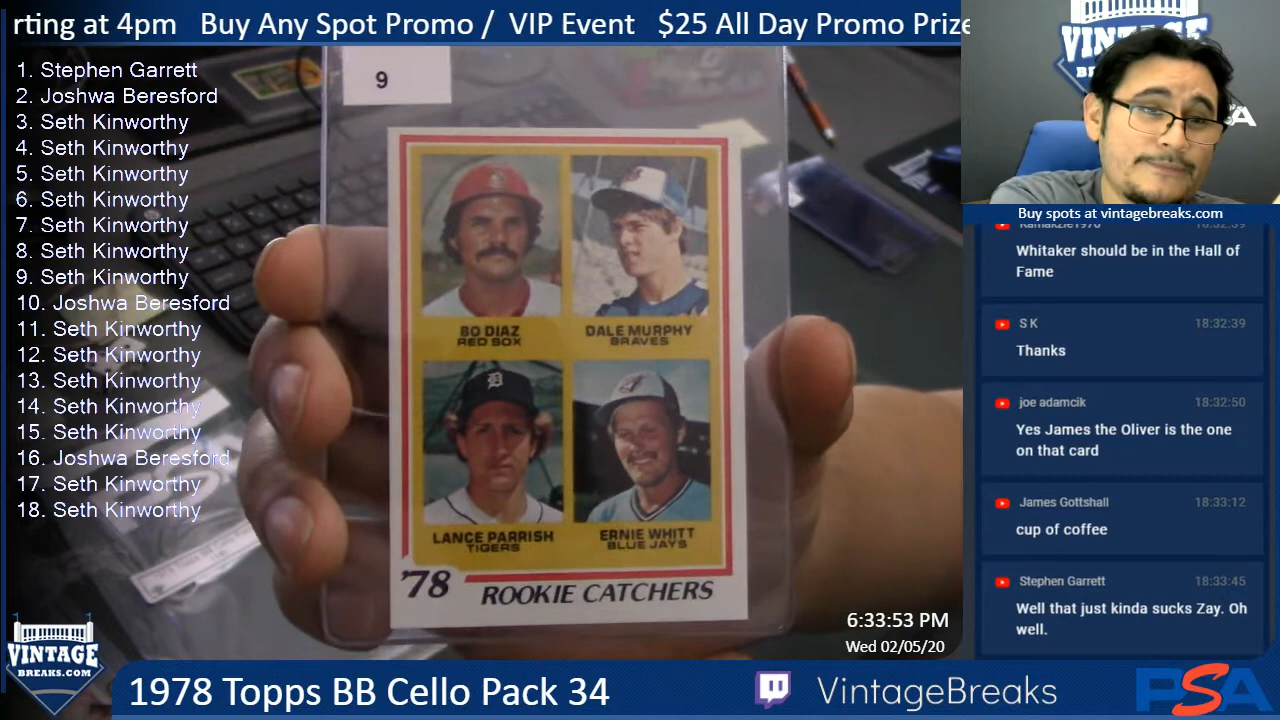 rting at 4pm   Buy Any Spot Promo /  VIP Event   $25 All Day Promo Prize
1. Stephen Garrett
2. Joshwa Beresford
3. Seth Kinworthy
4. Seth Kinworthy
5. Seth Kinworthy
6. Seth Kinworthy
7. Seth Kinworthy
8. Seth Kinworthy
9. Seth Kinworthy
10. Joshwa Beresford
11. Seth Kinworthy
12. Seth Kinworthy
13. Seth Kinworthy
14. Seth Kinworthy
15. Seth Kinworthy
16. Joshwa Beresford
17. Seth Kinworthy
18. Seth Kinworthy
9
BO DIAZ
RED SOX
DALE MURPHY
BRAVES
LANCE PARRISH
TIGERS
ERNIE WHITT
BLUE JAYS
'78 ROOKIE CATCHERS
VINTAGE
Buy spots at vintagebreaks.com
18:32:39
Whitaker should be in the Hall of
Fame
S K 18:32:39
Thanks
joe adamcik 18:32:50
Yes James the Oliver is the one
on that card
James Gottshall 18:33:12
cup of coffee
Stephen Garrett 18:33:45
Well that just kinda sucks Zay. Oh
well.
6:33:53 PM
Wed 02/05/20
VINTAGE
BREAKS.COM
1978 Topps BB Cello Pack 34
VintageBreaks
PSA